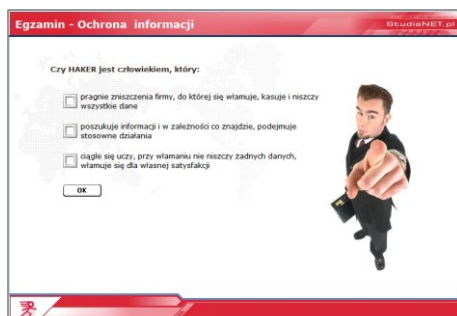 Egzamin - Ochrona informacji
StudieNET.pl
Czy HAKER jest człowiekiem, który:
pragnie zniszczenia firmy, do której się włamuje, kasuje i niszczy
wszystkie dane
poszukuje informacji i w zależności co znajdzie, podejmuje
stosowne działania
ciągle się uczy, przy włamaniu nie niszczy żadnych danych,
włamuje się dla własnej satysfakcji
OK